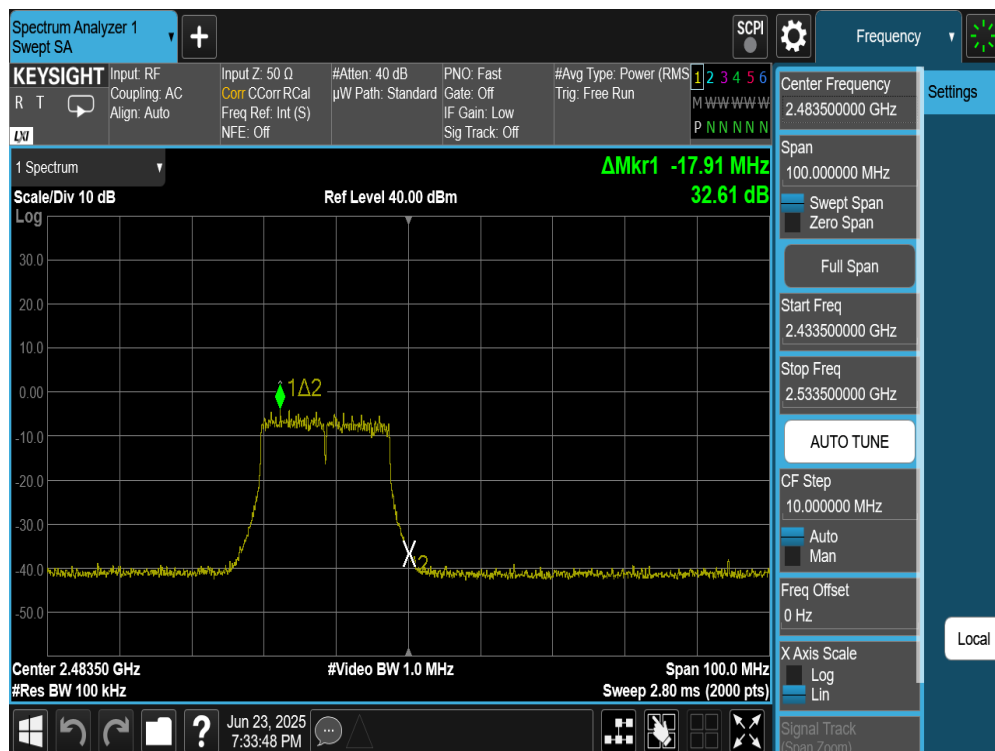 Spectrum Analyzer 1
Swept SA
+
SCPI
Frequency
KEYSIGHT
R T
LXI
Input: RF
Coupling: AC
Align: Auto
Input Z: 50 Ω
Corr CCorr RCal
Freq Ref: Int (S)
NFE: Off
#Atten: 40 dB
µW Path: Standard
PNO: Fast
Gate: Off
IF Gain: Low
Sig Track: Off
#Avg Type: Power (RMS
Trig: Free Run
1 2 3 4 5 6
M W W W W W
P N N N N N
Center Frequency
2.483500000 GHz
Settings
Span
100.000000 MHz
Swept Span
Zero Span
Full Span
Start Freq
2.433500000 GHz
Stop Freq
2.533500000 GHz
AUTO TUNE
CF Step
10.000000 MHz
Auto
Man
Freq Offset
0 Hz
Local
X Axis Scale
Log
Lin
Signal Track
(Span Zoom)
1 Spectrum
ΔMkr1 -17.91 MHz
32.61 dB
Scale/Div 10 dB
Ref Level 40.00 dBm
Log
30.0
20.0
10.0
0.00
1Δ2
-10.0
-20.0
-30.0
-40.0
2
-50.0
Center 2.48350 GHz
#Video BW 1.0 MHz
Span 100.0 MHz
#Res BW 100 kHz
Sweep 2.80 ms (2000 pts)
?
Jun 23, 2025
7:33:48 PM